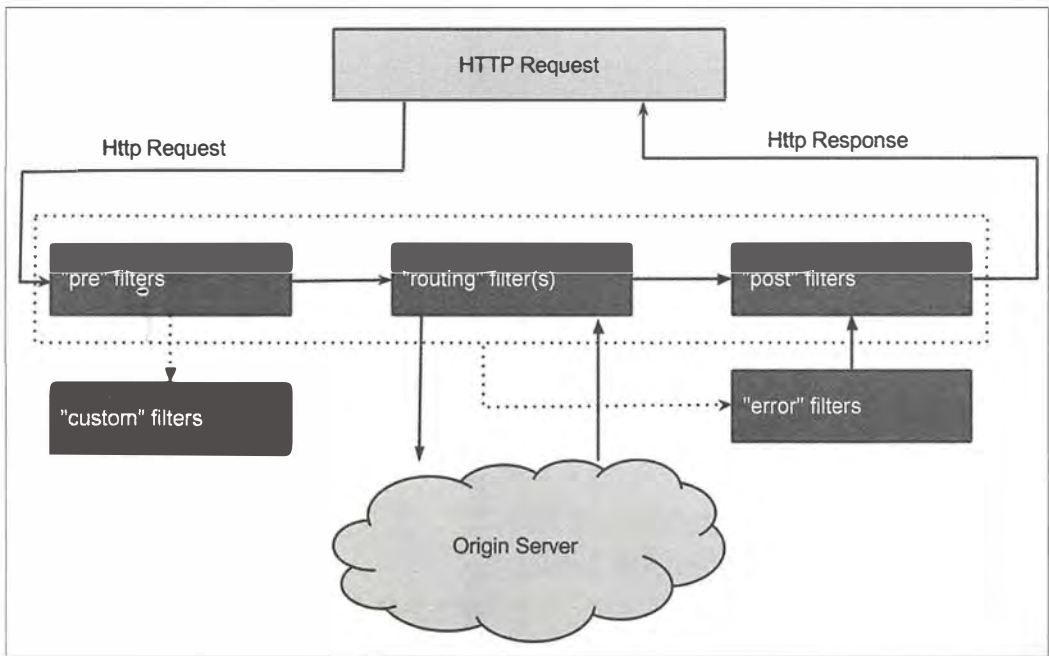 HTTP Request
Http Request
Http Response
"pre" filters
"routing" filter(s)
"post" filters
"custom" filters
"error" filters
Origin Server